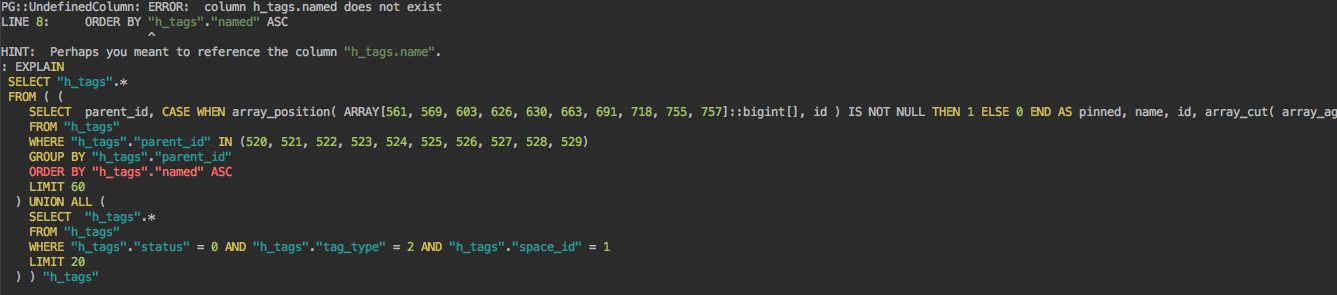 PG::UndefinedColumn: ERROR:  column h_tags.named does not exist
LINE 8:     ORDER BY "h_tags"."named" ASC
                     ^
HINT:  Perhaps you meant to reference the column "h_tags.name".
: EXPLAIN
 SELECT "h_tags".*
 FROM ( (
    SELECT  parent_id, CASE WHEN array_position( ARRAY[561, 569, 603, 626, 630, 663, 691, 718, 755, 757]::bigint[], id ) IS NOT NULL THEN 1 ELSE 0 END AS pinned, name, id, array_cut( array_ag
    FROM "h_tags"
    WHERE "h_tags"."parent_id" IN (520, 521, 522, 523, 524, 525, 526, 527, 528, 529)
    GROUP BY "h_tags"."parent_id"
    ORDER BY "h_tags"."named" ASC
    LIMIT 60
  ) UNION ALL (
    SELECT  "h_tags".*
    FROM "h_tags"
    WHERE "h_tags"."status" = 0 AND "h_tags"."tag_type" = 2 AND "h_tags"."space_id" = 1
    LIMIT 20
  ) ) "h_tags"